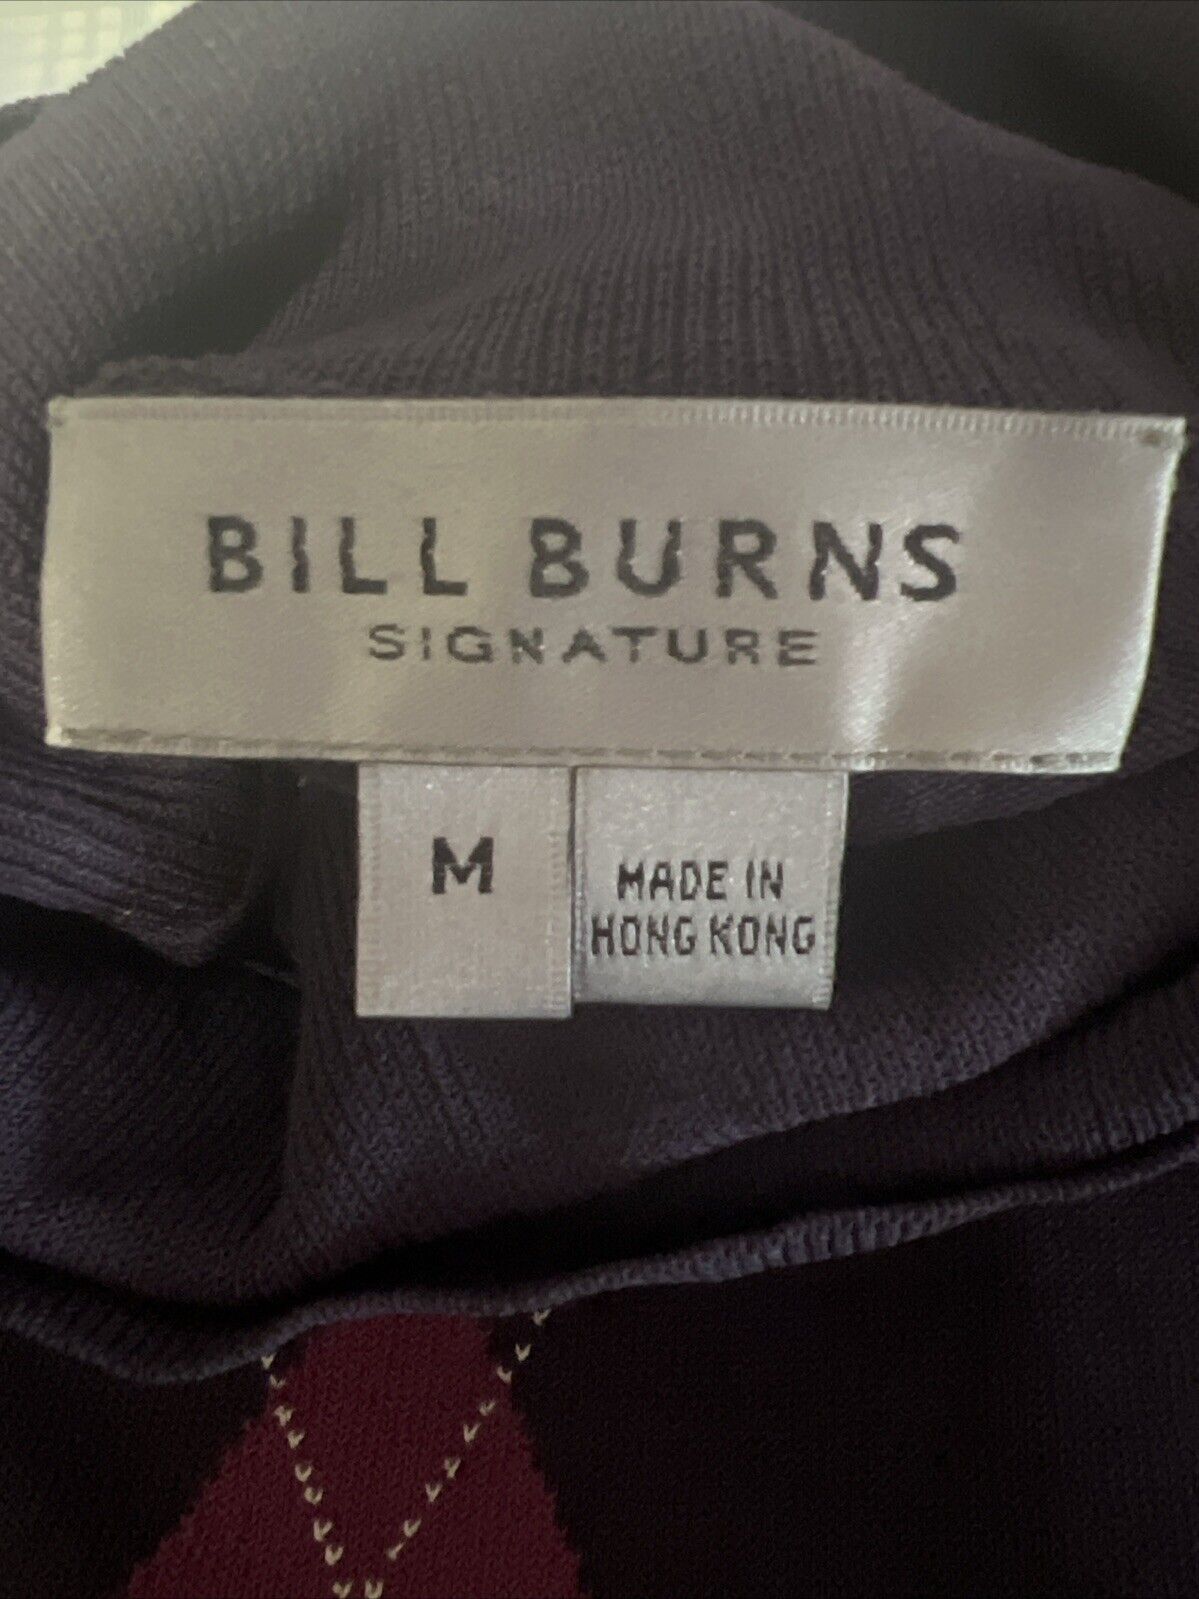 BILL BURNS
SIGNATURE
M
MADE IN
HONG KONG